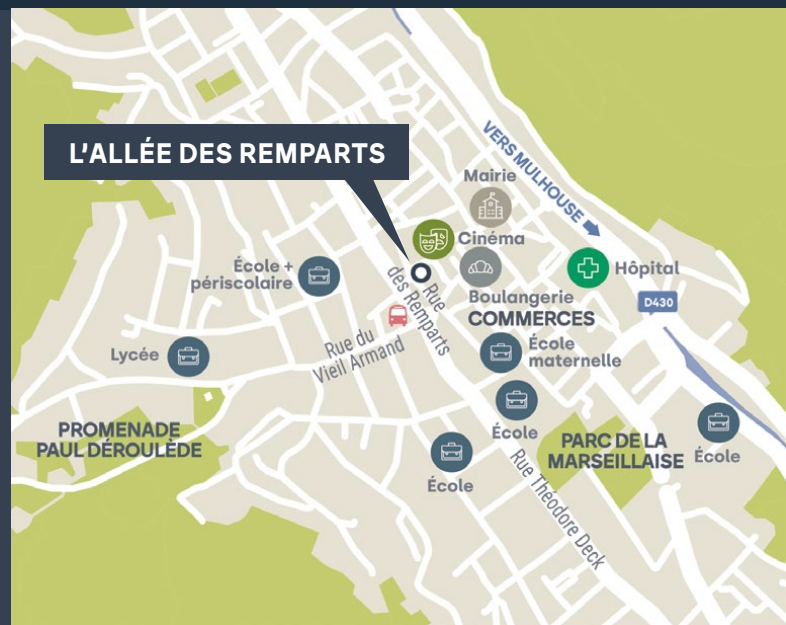 L'ALLÉE DES REMPARTS
VERS MULHOUSE
Mairie
Cinéma
École +
périscolaire
Hôpital
Rue
des Remparts
Boulangerie
COMMERCES
D430
Rue du
Vieil Armand
Lycée
École
maternelle
École
PROMENADE
PAUL DÉROULÈDE
PARC DE LA
MARSEILLAISE
École
École
Rue Théodore Deck